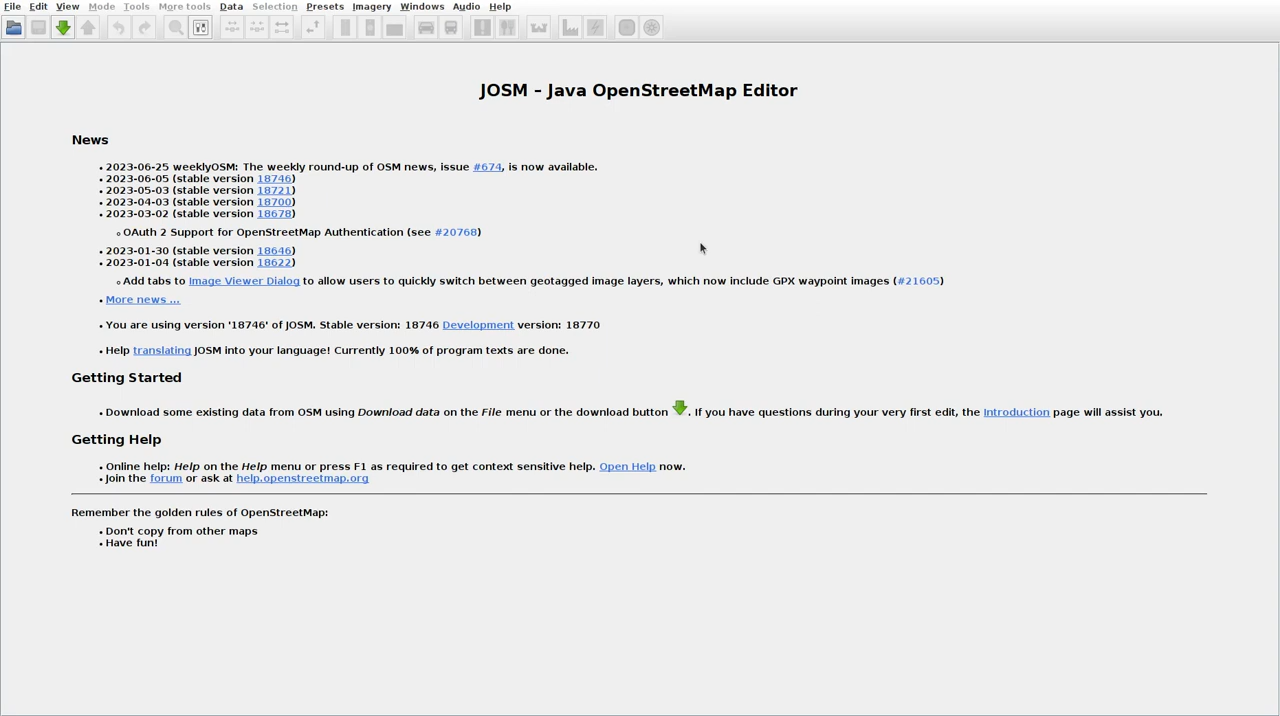 File Edit View Mode Tools More tools Data Selection Presets Imagery Windows Audio Help
JOSM – Java OpenStreetMap Editor
News
• 2023-06-25 weeklyOSM: The weekly round-up of OSM news, issue #674, is now available.
• 2023-06-05 (stable version 18746)
• 2023-05-03 (stable version 18721)
• 2023-04-03 (stable version 18700)
• 2023-03-02 (stable version 18678)
◦ OAuth 2 Support for OpenStreetMap Authentication (see #20768)
• 2023-01-30 (stable version 18646)
• 2023-01-04 (stable version 18622)
◦ Add tabs to Image Viewer Dialog to allow users to quickly switch between geotagged image layers, which now include GPX waypoint images (#21605)
• More news ...
• You are using version '18746' of JOSM. Stable version: 18746 Development version: 18770
• Help translating JOSM into your language! Currently 100% of program texts are done.
Getting Started
• Download some existing data from OSM using Download data on the File menu or the download button . If you have questions during your very first edit, the Introduction page will assist you.
Getting Help
• Online help: Help on the Help menu or press F1 as required to get context sensitive help. Open Help now.
• Join the forum or ask at help.openstreetmap.org
Remember the golden rules of OpenStreetMap:
• Don't copy from other maps
• Have fun!